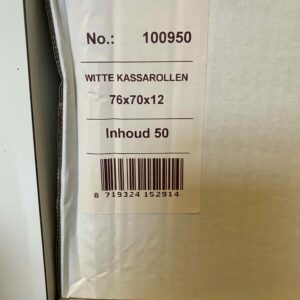 No.: 100950
WITTE KASSAROLLEN
76x70x12
Inhoud 50
8 719324 152914